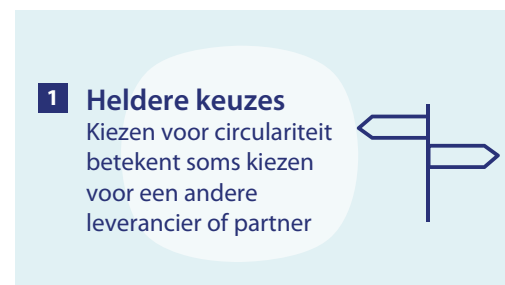 1 Heldere keuzes
Kiezen voor circulariteit
betekent soms kiezen
voor een andere
leverancier of partner